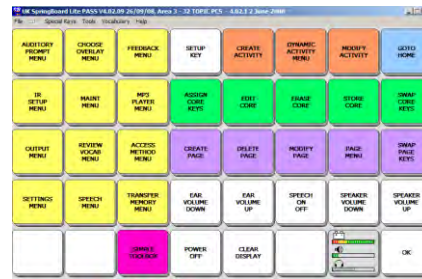 UK SpringBoard Lite PASS V4.02.09 26/09/08, Area 3 - 32 TOPIC PCS - 4.02.1 2 June 2008
File Special Keys Tools Vocabulary Help
AUDITORY PROMPT MENU
CHOOSE OVERLAY MENU
FEEDBACK MENU
SETUP KEY
CREATE ACTIVITY
DYNAMIC ACTIVITY MENU
MODIFY ACTIVITY
GOTO HOME
IR SETUP MENU
MAINT MENU
MP3 PLAYER MENU
ASSIGN CORE KEYS
EDIT CORE
ERASE CORE
STORE CORE
SWAP CORE KEYS
OUTPUT MENU
REVIEW VOCAB MENU
ACCESS METHOD MENU
CREATE PAGE
DELETE PAGE
MODIFY PAGE
PAGE MENU
SWAP PAGE KEYS
SETTINGS MENU
SPEECH MENU
TRANSFER MEMORY MENU
EAR VOLUME DOWN
EAR VOLUME UP
SPEECH ON OFF
SPEAKER VOLUME DOWN
SPEAKER VOLUME UP
SIMPLE TOOLBOX
POWER OFF
CLEAR DISPLAY
OK